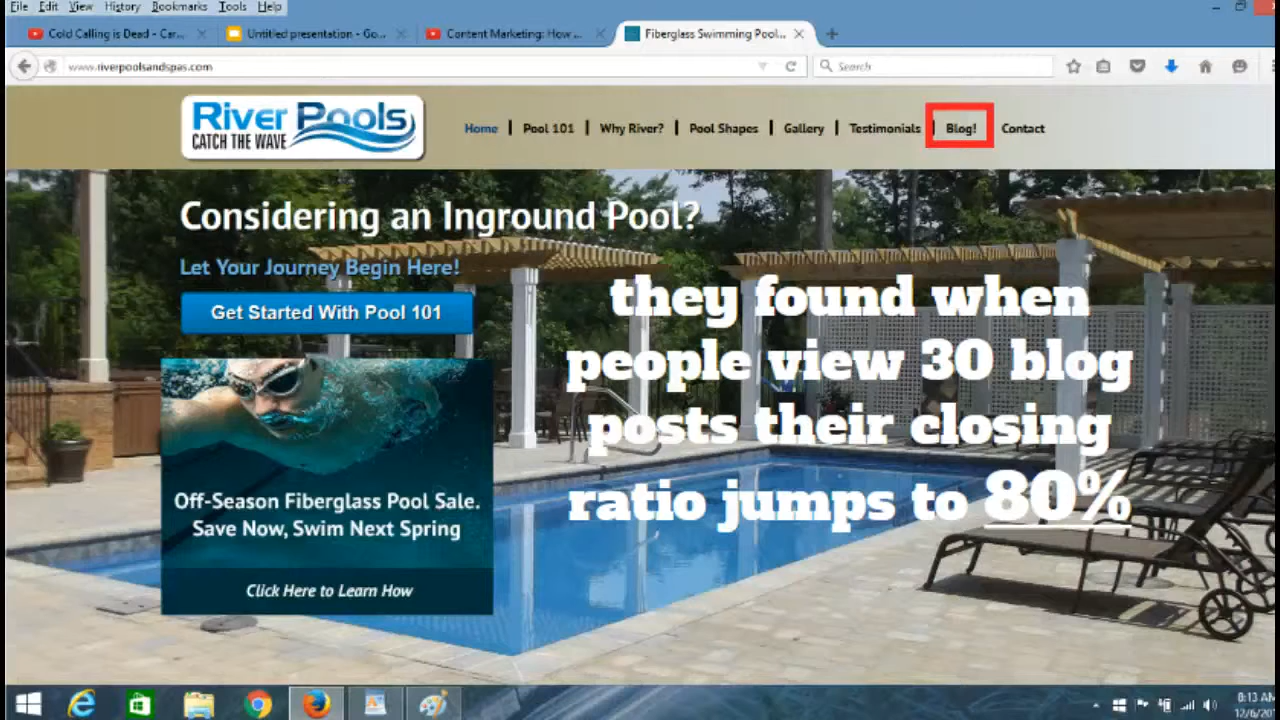 File Edit View History Bookmarks Tools Help
Cold Calling is Dead - Car... Untitled presentation - Go... Content Marketing: How ... Fiberglass Swimming Pool...
www.riverpoolsandspas.com Search
River Pools
CATCH THE WAVE
Home Pool 101 Why River? Pool Shapes Gallery Testimonials Blog! Contact
Considering an Inground Pool?
Let Your Journey Begin Here!
Get Started With Pool 101
they found when
people view 30 blog
posts their closing
ratio jumps to 80%
Off-Season Fiberglass Pool Sale.
Save Now, Swim Next Spring
Click Here to Learn How
8:13 AM
12/6/20